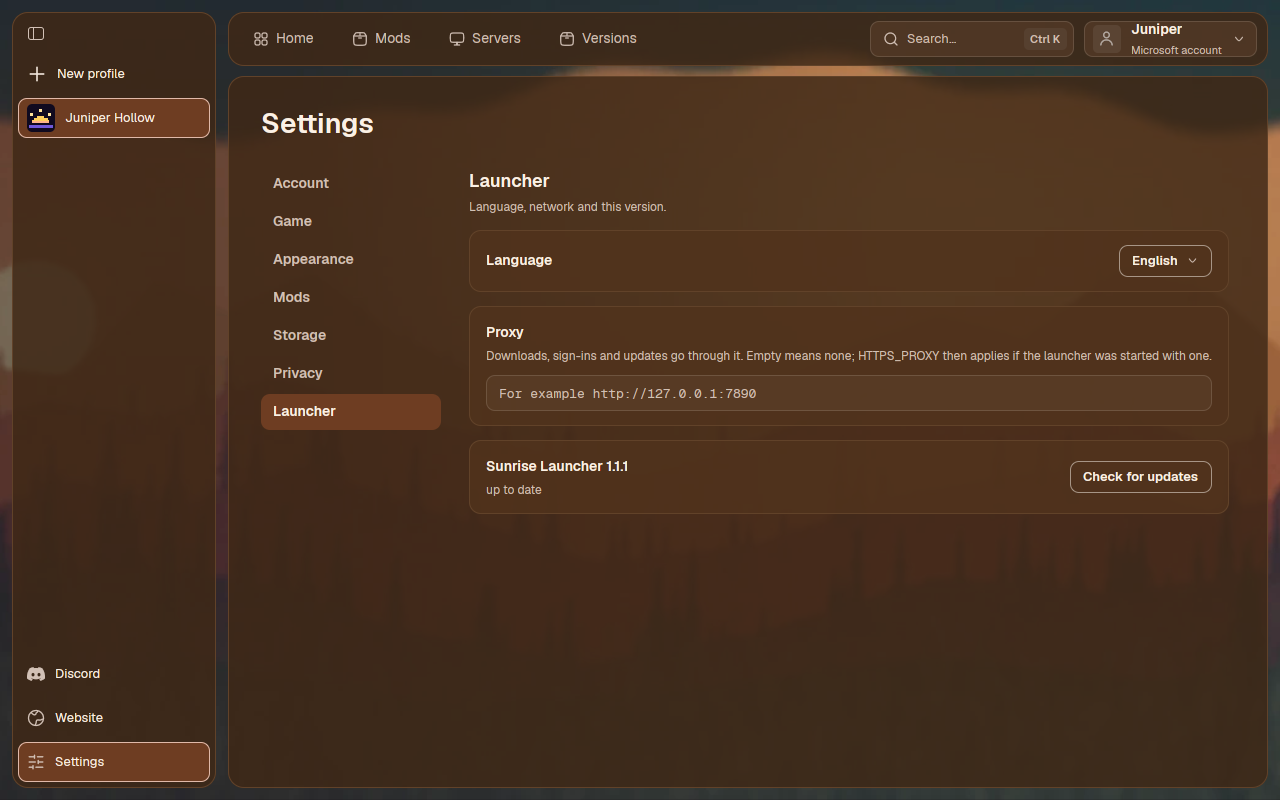 New profile
Juniper Hollow
Discord
Website
Settings
Home
Mods
Servers
Versions
Search...
Ctrl K
Juniper
Microsoft account
Settings
Account
Game
Appearance
Mods
Storage
Privacy
Launcher
Launcher
Language, network and this version.
Language
English
Proxy
Downloads, sign-ins and updates go through it. Empty means none; HTTPS_PROXY then applies if the launcher was started with one.
For example http://127.0.0.1:7890
Sunrise Launcher 1.1.1
up to date
Check for updates